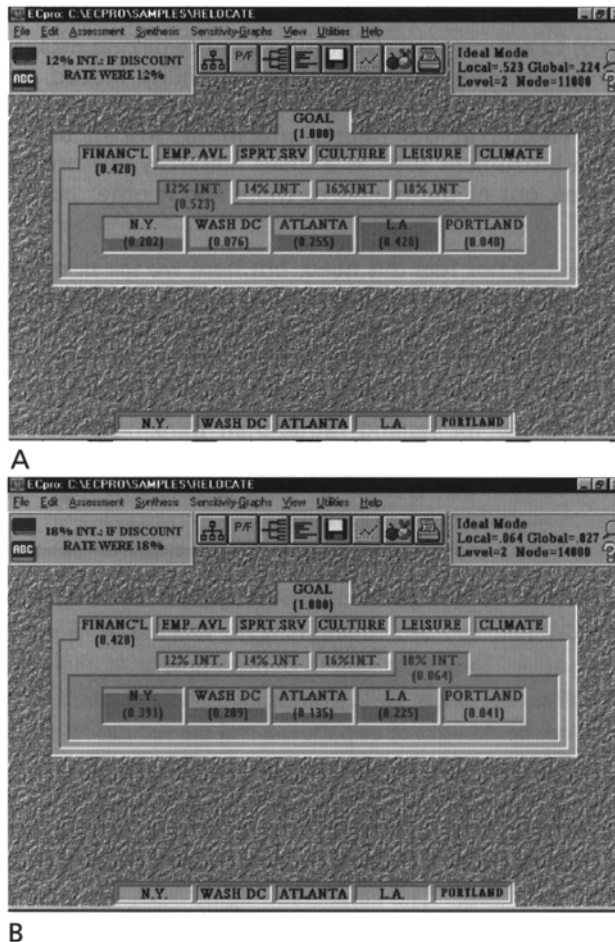 ECpro: C:\ECPRO\SAMPLES\RELOCATE
File Edit Assessment Synthesis Sensitivity-Graphs View Utilities Help
ABC
12% INT.: IF DISCOUNT
RATE WERE 12%
P/F
Ideal Mode
Local=.523 Global=.224
Level=2 Node=11000
GOAL
(1.000)
FINANC'L EMP. AVL SPRT SRV CULTURE LEISURE CLIMATE
(0.428)
12% INT. 14% INT. 16%INT. 18% INT.
(0.523)
N.Y. WASH DC ATLANTA L.A. PORTLAND
(0.202) (0.076) (0.255) (0.428) (0.040)
N.Y. WASH DC ATLANTA L.A. PORTLAND
A
ECpro: C:\ECPRO\SAMPLES\RELOCATE
File Edit Assessment Synthesis Sensitivity-Graphs View Utilities Help
ABC
18% INT.: IF DISCOUNT
RATE WERE 18%
P/F
Ideal Mode
Local=.064 Global=.027
Level=2 Node=14000
GOAL
(1.000)
FINANC'L EMP. AVL SPRT SRV CULTURE LEISURE CLIMATE
(0.428)
12% INT. 14% INT. 16%INT. 18% INT.
(0.064)
N.Y. WASH DC ATLANTA L.A. PORTLAND
(0.391) (0.209) (0.135) (0.225) (0.041)
N.Y. WASH DC ATLANTA L.A. PORTLAND
B